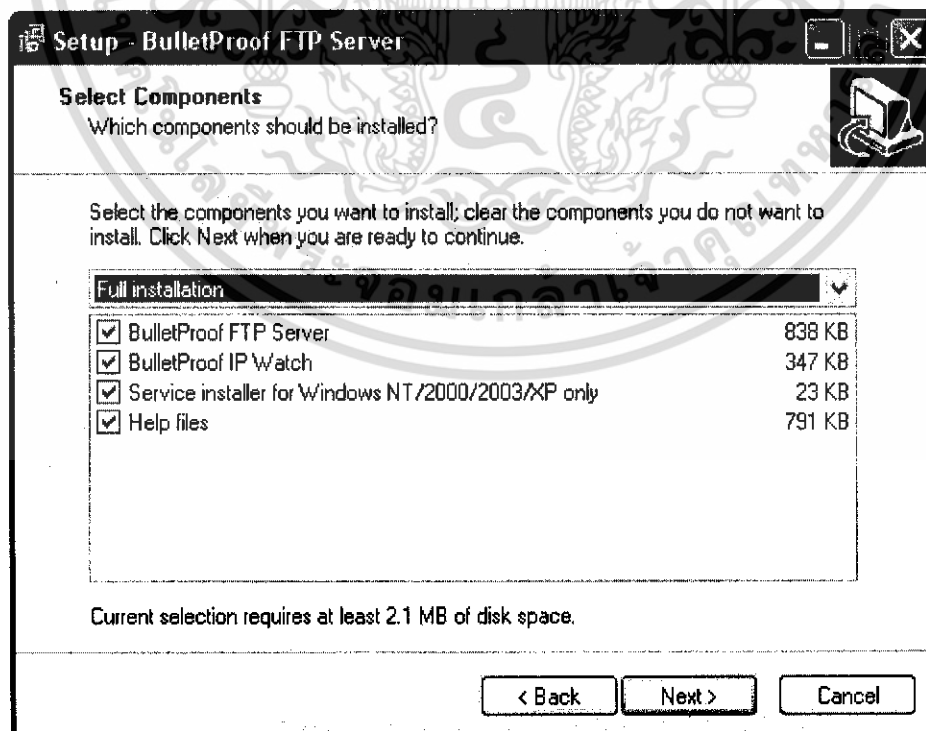 Setup - BulletProof FTP Server
Select Components
Which components should be installed?
Select the components you want to install; clear the components you do not want to
install. Click Next when you are ready to continue.
Full installation
BulletProof FTP Server 838 KB
BulletProof IP Watch 347 KB
Service installer for Windows NT/2000/2003/XP only 23 KB
Help files 791 KB
Current selection requires at least 2.1 MB of disk space.
< Back Next > Cancel